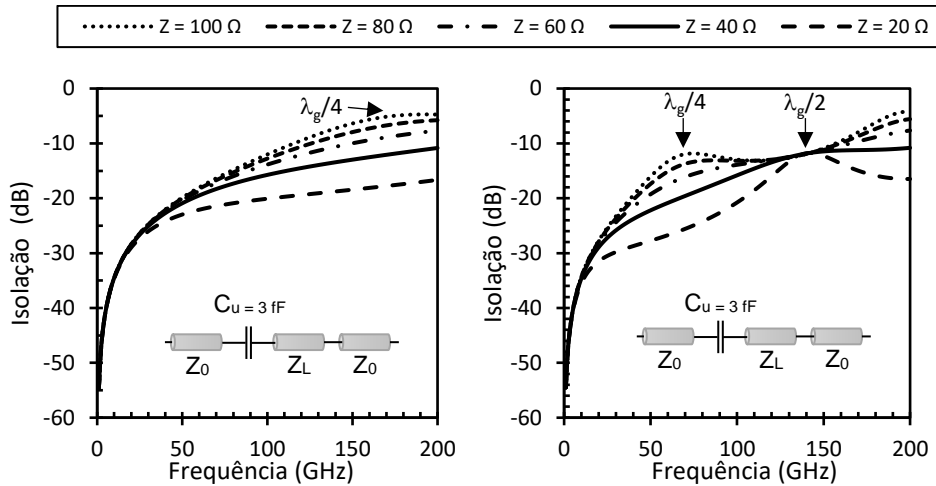 Z = 100 Ω Z = 80 Ω Z = 60 Ω Z = 40 Ω Z = 20 Ω
Isolação (dB)
0
-10
-20
-30
-40
-50
-60
λg/4
Cu = 3 fF
Z0 ZL Z0
0 50 100 150 200
Frequência (GHz)
Isolação (dB)
0
-10
-20
-30
-40
-50
-60
λg/4 λg/2
Cu = 3 fF
Z0 ZL Z0
0 50 100 150 200
Frequência (GHz)